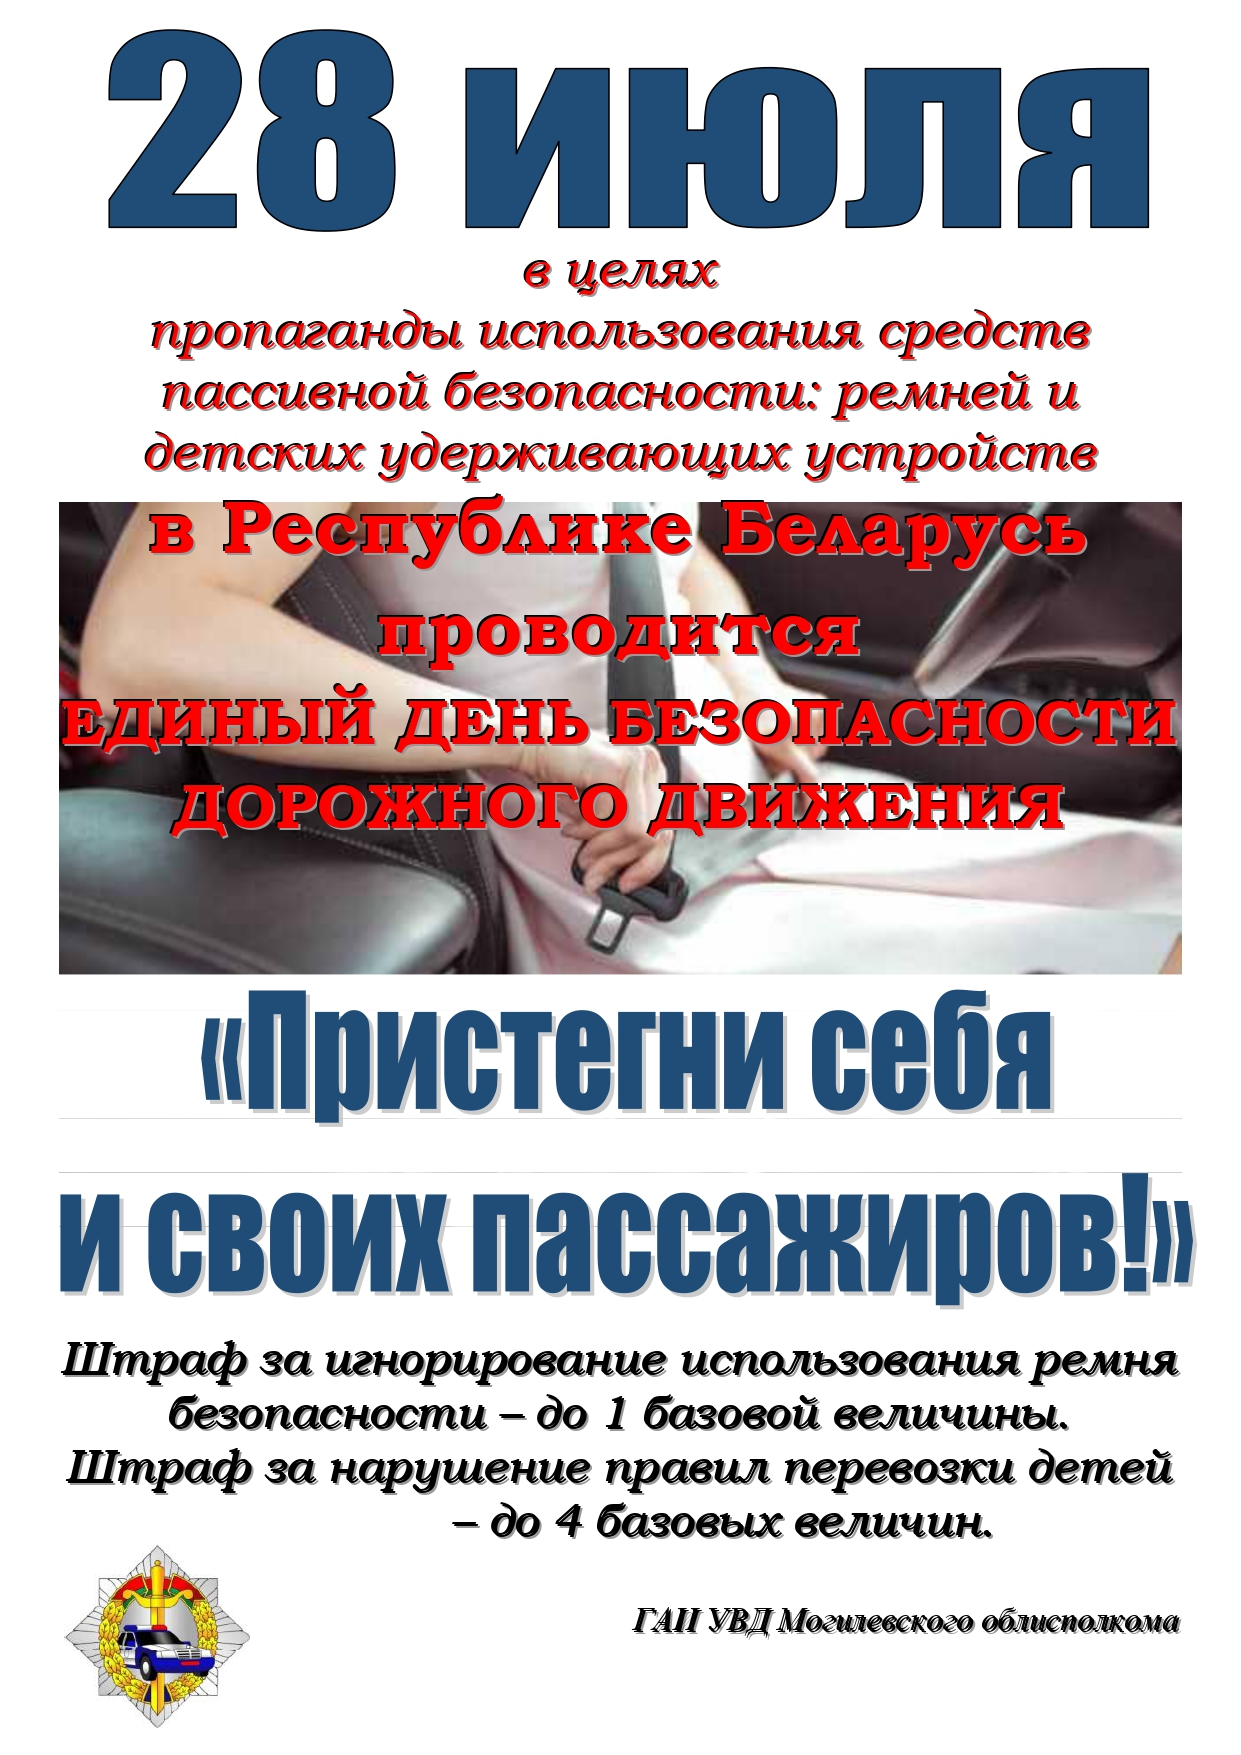 28 июля
в целях
пропаганды использования средств
пассивной безопасности: ремней и
детских удерживающих устройств
в Республике Беларусь
проводится
ЕДИНЫЙ ДЕНЬ БЕЗОПАСНОСТИ
ДОРОЖНОГО ДВИЖЕНИЯ
«Пристегни себя
и своих пассажиров!»
Штраф за игнорирование использования ремня
безопасности – до 1 базовой величины.
Штраф за нарушение правил перевозки детей
– до 4 базовых величин.
ГАИ УВД Могилевского облисполкома